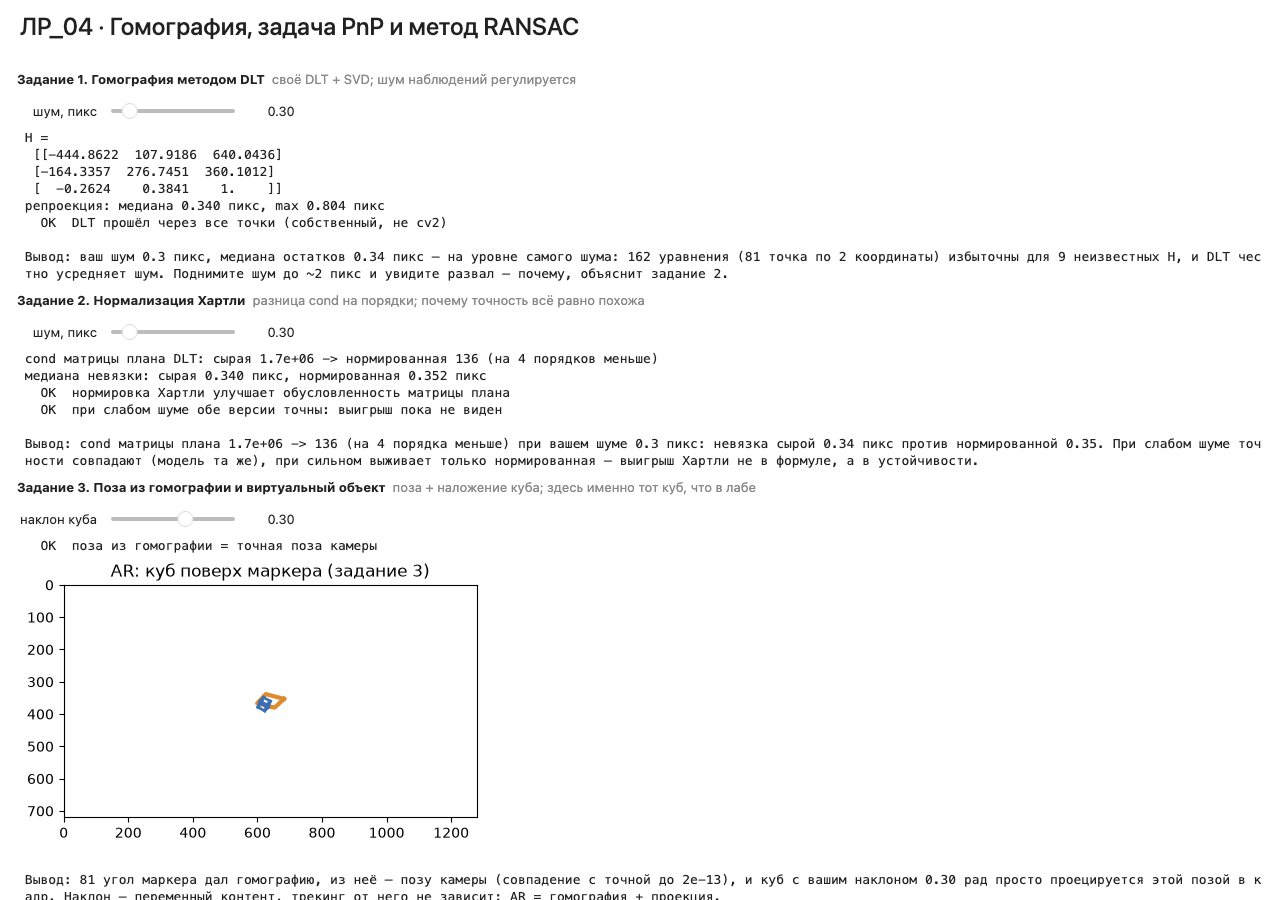 ЛР_04 · Гомография, задача PnP и метод RANSAC
Задание 1. Гомография методом DLT своё DLT + SVD; шум наблюдений регулируется
шум, пикс 0.30
H =
[[−444.8622 107.9186 640.0436]
[−164.3357 276.7451 360.1012]
[ −0.2624 0.3841 1. ]]
репроекция: медиана 0.340 пикс, max 0.804 пикс
OK DLT прошёл через все точки (собственный, не cv2)
Вывод: ваш шум 0.3 пикс, медиана остатков 0.34 пикс — на уровне самого шума: 162 уравнения (81 точка по 2 координаты) избыточны для 9 неизвестных H, и DLT чес
тно усредняет шум. Поднимите шум до ~2 пикс и увидите развал — почему, объяснит задание 2.
Задание 2. Нормализация Хартли разница cond на порядки; почему точность всё равно похожа
шум, пикс 0.30
cond матрицы плана DLT: сырая 1.7e+06 −> нормированная 136 (на 4 порядков меньше)
медиана невязки: сырая 0.340 пикс, нормированная 0.352 пикс
OK нормировка Хартли улучшает обусловленность матрицы плана
OK при слабом шуме обе версии точны: выигрыш пока не виден
Вывод: cond матрицы плана 1.7e+06 −> 136 (на 4 порядка меньше) при вашем шуме 0.3 пикс: невязка сырой 0.34 пикс против нормированной 0.35. При слабом шуме точ
ности совпадают (модель та же), при сильном выживает только нормированная — выигрыш Хартли не в формуле, а в устойчивости.
Задание 3. Поза из гомографии и виртуальный объект поза + наложение куба; здесь именно тот куб, что в лабе
наклон куба 0.30
OK поза из гомографии = точная поза камеры
AR: куб поверх маркера (задание 3)
0
100
200
300
400
500
600
700
0 200 400 600 800 1000 1200
Вывод: 81 угол маркера дал гомографию, из неё — позу камеры (совпадение с точной до 2e−13), и куб с вашим наклоном 0.30 рад просто проецируется этой позой в к
адр. Наклон — переменный контент, трекинг от него не зависит: AR = гомография + проекция.